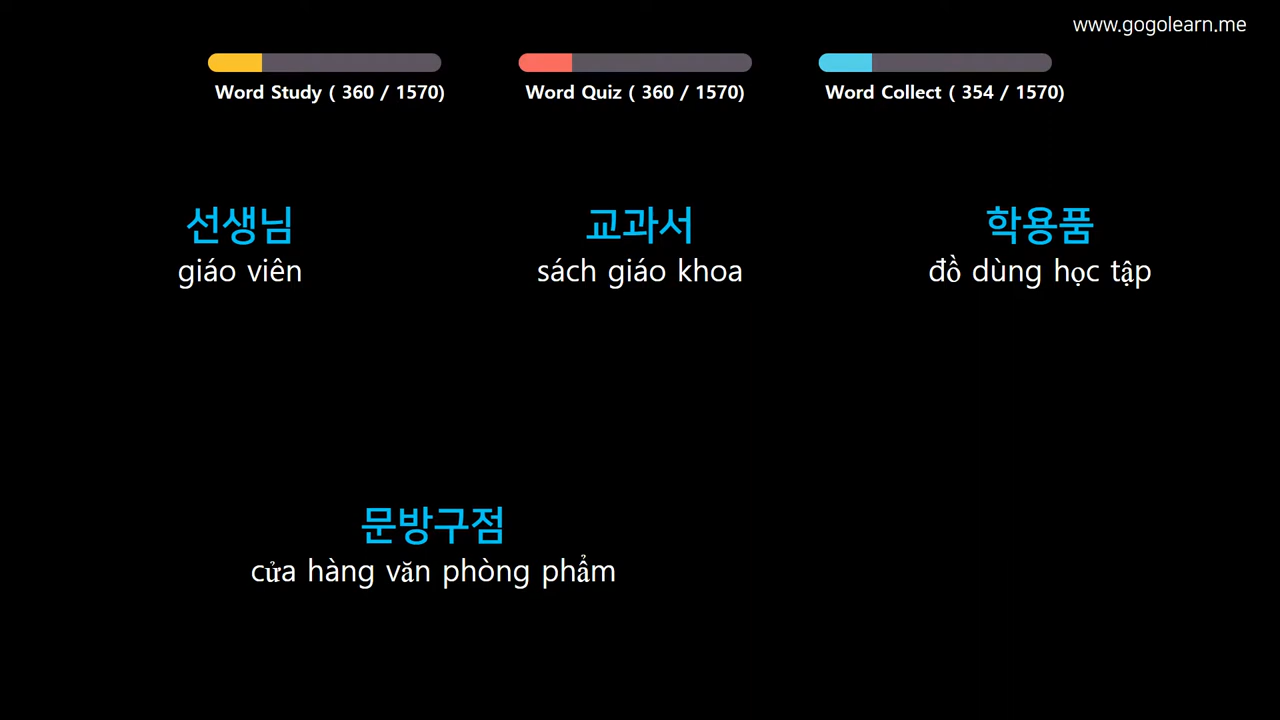 www.gogolearn.me
Word Study ( 360 / 1570)
Word Quiz ( 360 / 1570)
Word Collect ( 354 / 1570)
선생님
giáo viên
교과서
sách giáo khoa
학용품
đồ dùng học tập
문방구점
cửa hàng văn phòng phẩm